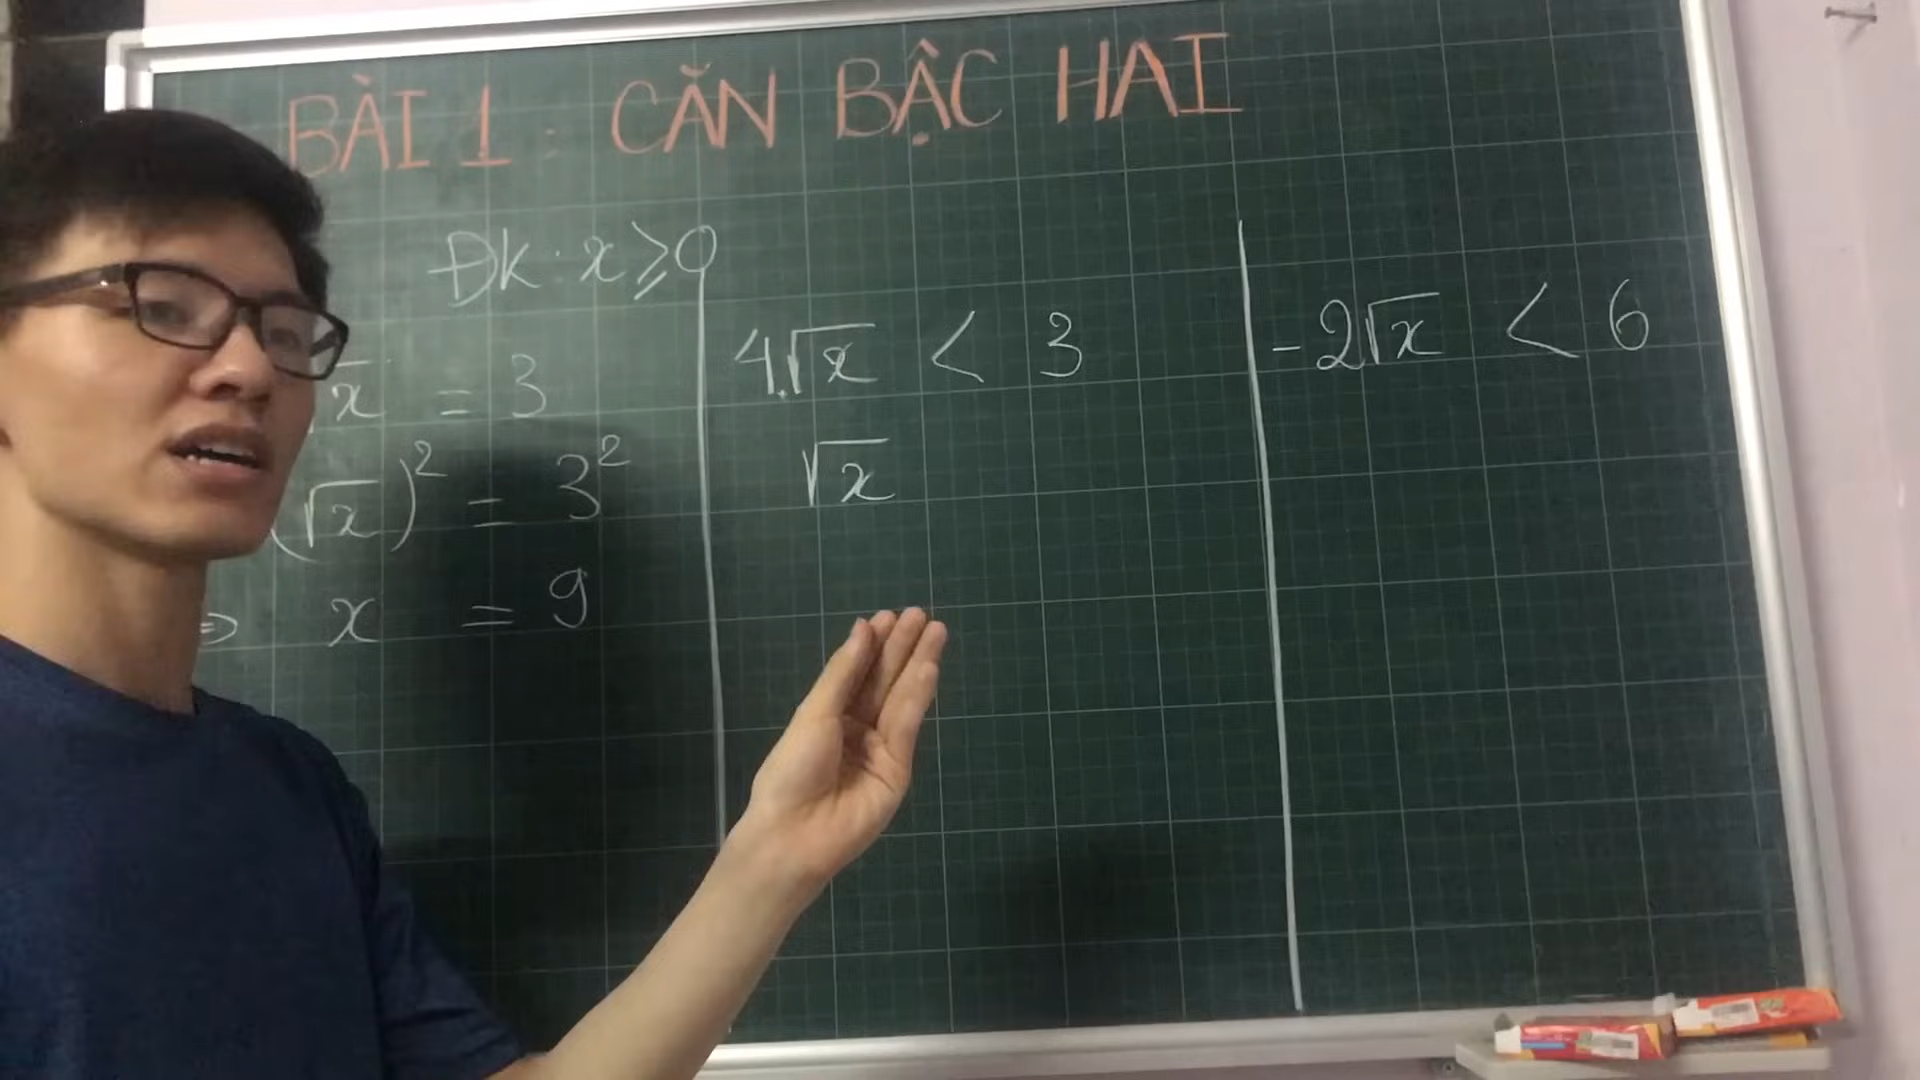 BÀI 1: CĂN BẬC HAI
ĐK: x ≥ 0
√x = 3
(√x)² = 3²
⇒ x = 9
4.√x < 3
√x
-2√x < 6